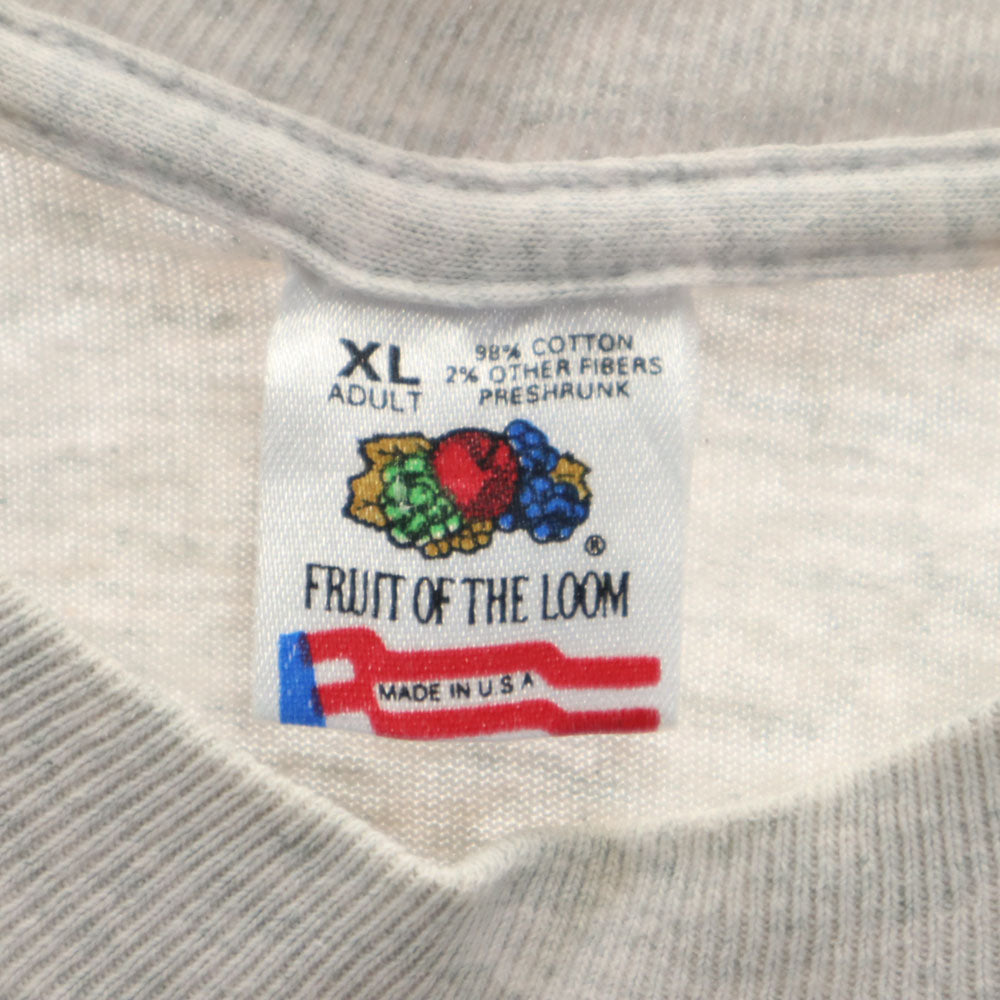 XL
ADULT
98% COTTON
2% OTHER FIBERS
PRESHRUNK
®
FRUIT OF THE LOOM
MADE IN U S A